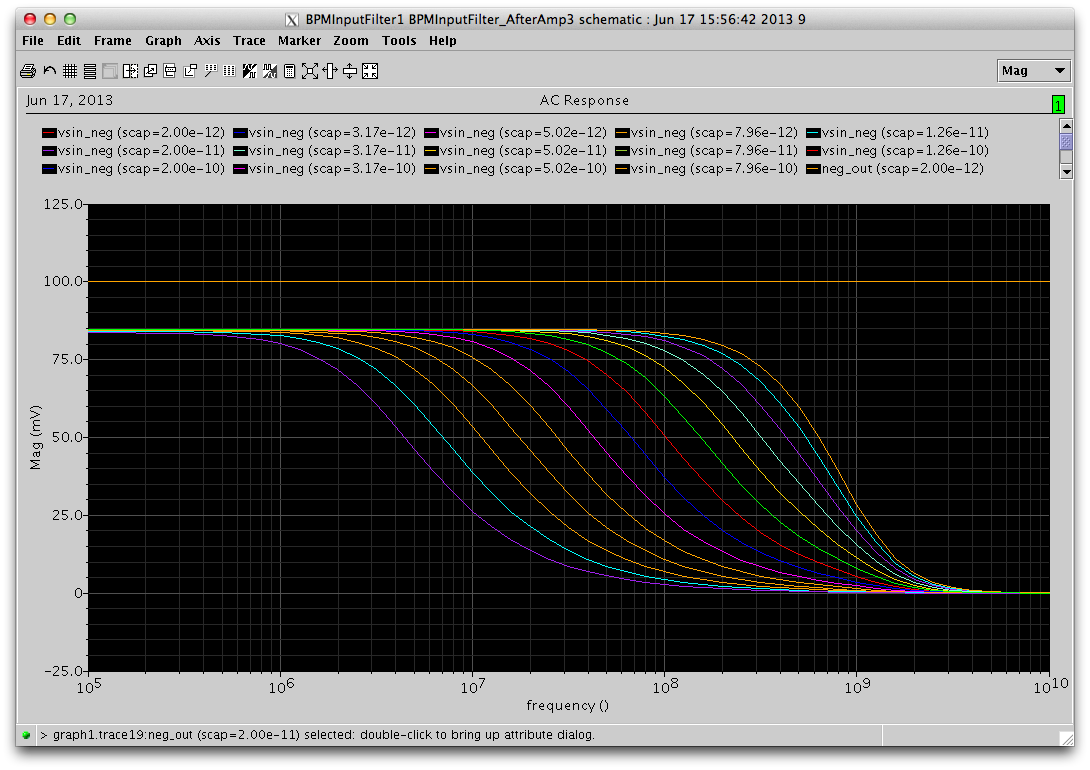 BPMInputFilter1 BPMInputFilter_AfterAmp3 schematic : Jun 17 15:56:42 2013 9
File Edit Frame Graph Axis Trace Marker Zoom Tools Help
Mag
Jun 17, 2013 AC Response 1
vsin_neg (scap=2.00e-12) vsin_neg (scap=3.17e-12) vsin_neg (scap=5.02e-12) vsin_neg (scap=7.96e-12) vsin_neg (scap=1.26e-11)
vsin_neg (scap=2.00e-11) vsin_neg (scap=3.17e-11) vsin_neg (scap=5.02e-11) vsin_neg (scap=7.96e-11) vsin_neg (scap=1.26e-10)
vsin_neg (scap=2.00e-10) vsin_neg (scap=3.17e-10) vsin_neg (scap=5.02e-10) vsin_neg (scap=7.96e-10) neg_out (scap=2.00e-12)
125.0
100.0
75.0
50.0
25.0
0
-25.0
Mag (mV)
10^5 10^6 10^7 10^8 10^9 10^10
frequency ()
> graph1.trace19:neg_out (scap=2.00e-11) selected: double-click to bring up attribute dialog.